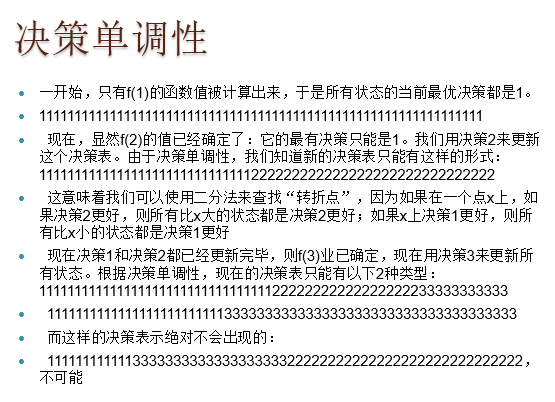 决策单调性
一开始，只有f(1)的函数值被计算出来，于是所有状态的当前最优决策都是1。
11111111111111111111111111111111111111111111111111111111111111
现在，显然f(2)的值已经确定了：它的最有决策只能是1。我们用决策2来更新
这个决策表。由于决策单调性，我们知道新的决策表只能有这样的形式：
111111111111111111111111111111222222222222222222222222222222
这意味着我们可以使用二分法来查找“转折点”，因为如果在一个点x上，如
果决策2更好，则所有比x大的状态都是决策2更好；如果x上决策1更好，则所
有比x小的状态都是决策1更好
现在决策1和决策2都已经更新完毕，则f(3)业已确定，现在用决策3来更新所
有状态。根据决策单调性，现在的决策表只能有以下2种类型：
11111111111111111111111111111111122222222222222222233333333333
1111111111111111111111111333333333333333333333333333333333333
而这样的决策表示绝对不会出现的：
111111111111333333333333333333322222222222222222222222222222，
不可能